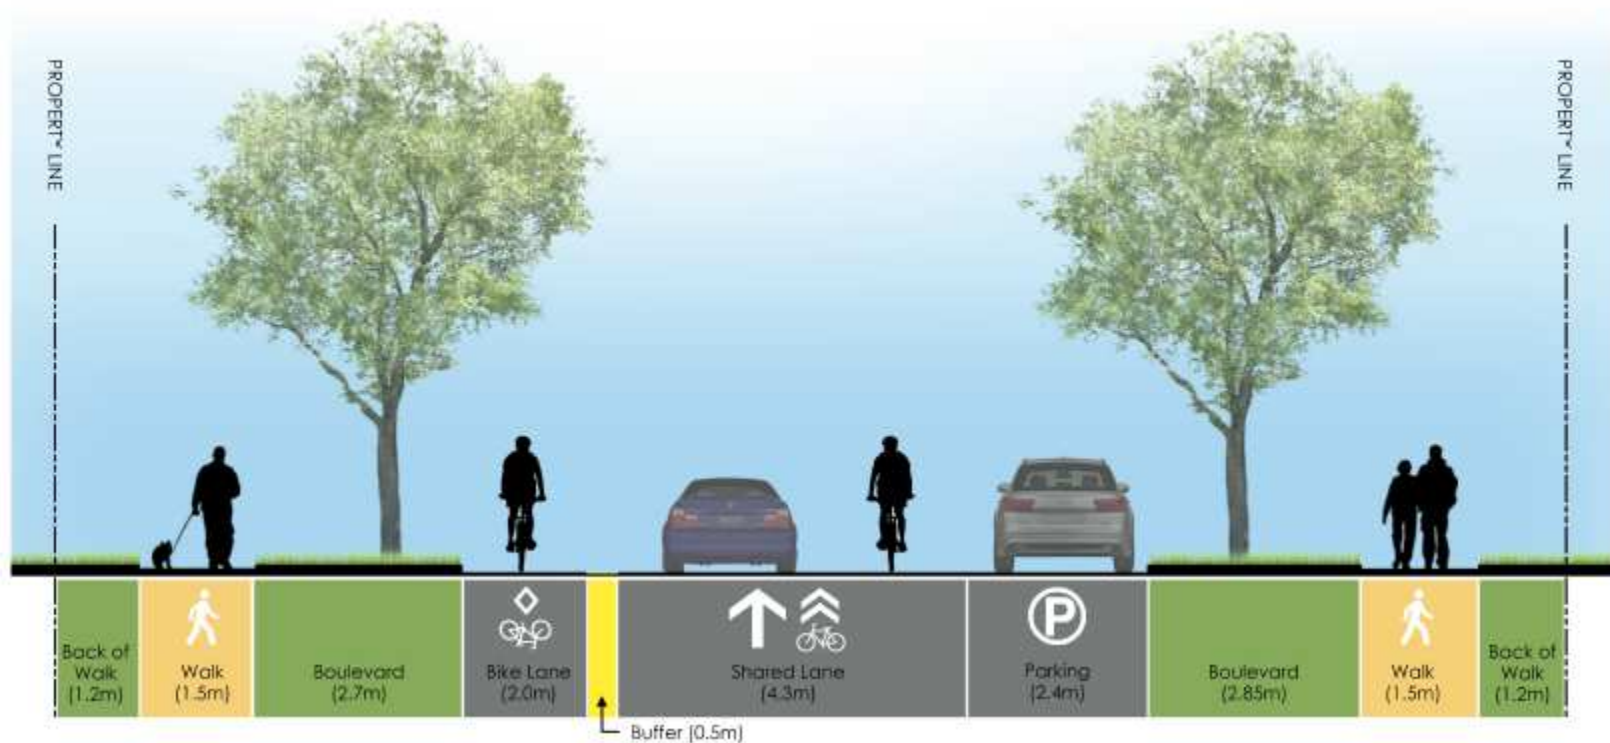 PROPERTY LINE
PROPERTY LINE
Back of
Walk
(1.2m)
Walk
(1.5m)
Boulevard
(2.7m)
Bike Lane
(2.0m)
Shared Lane
(4.3m)
P
Parking
(2.4m)
Boulevard
(2.85m)
Walk
(1.5m)
Back of
Walk
(1.2m)
Buffer (0.5m)